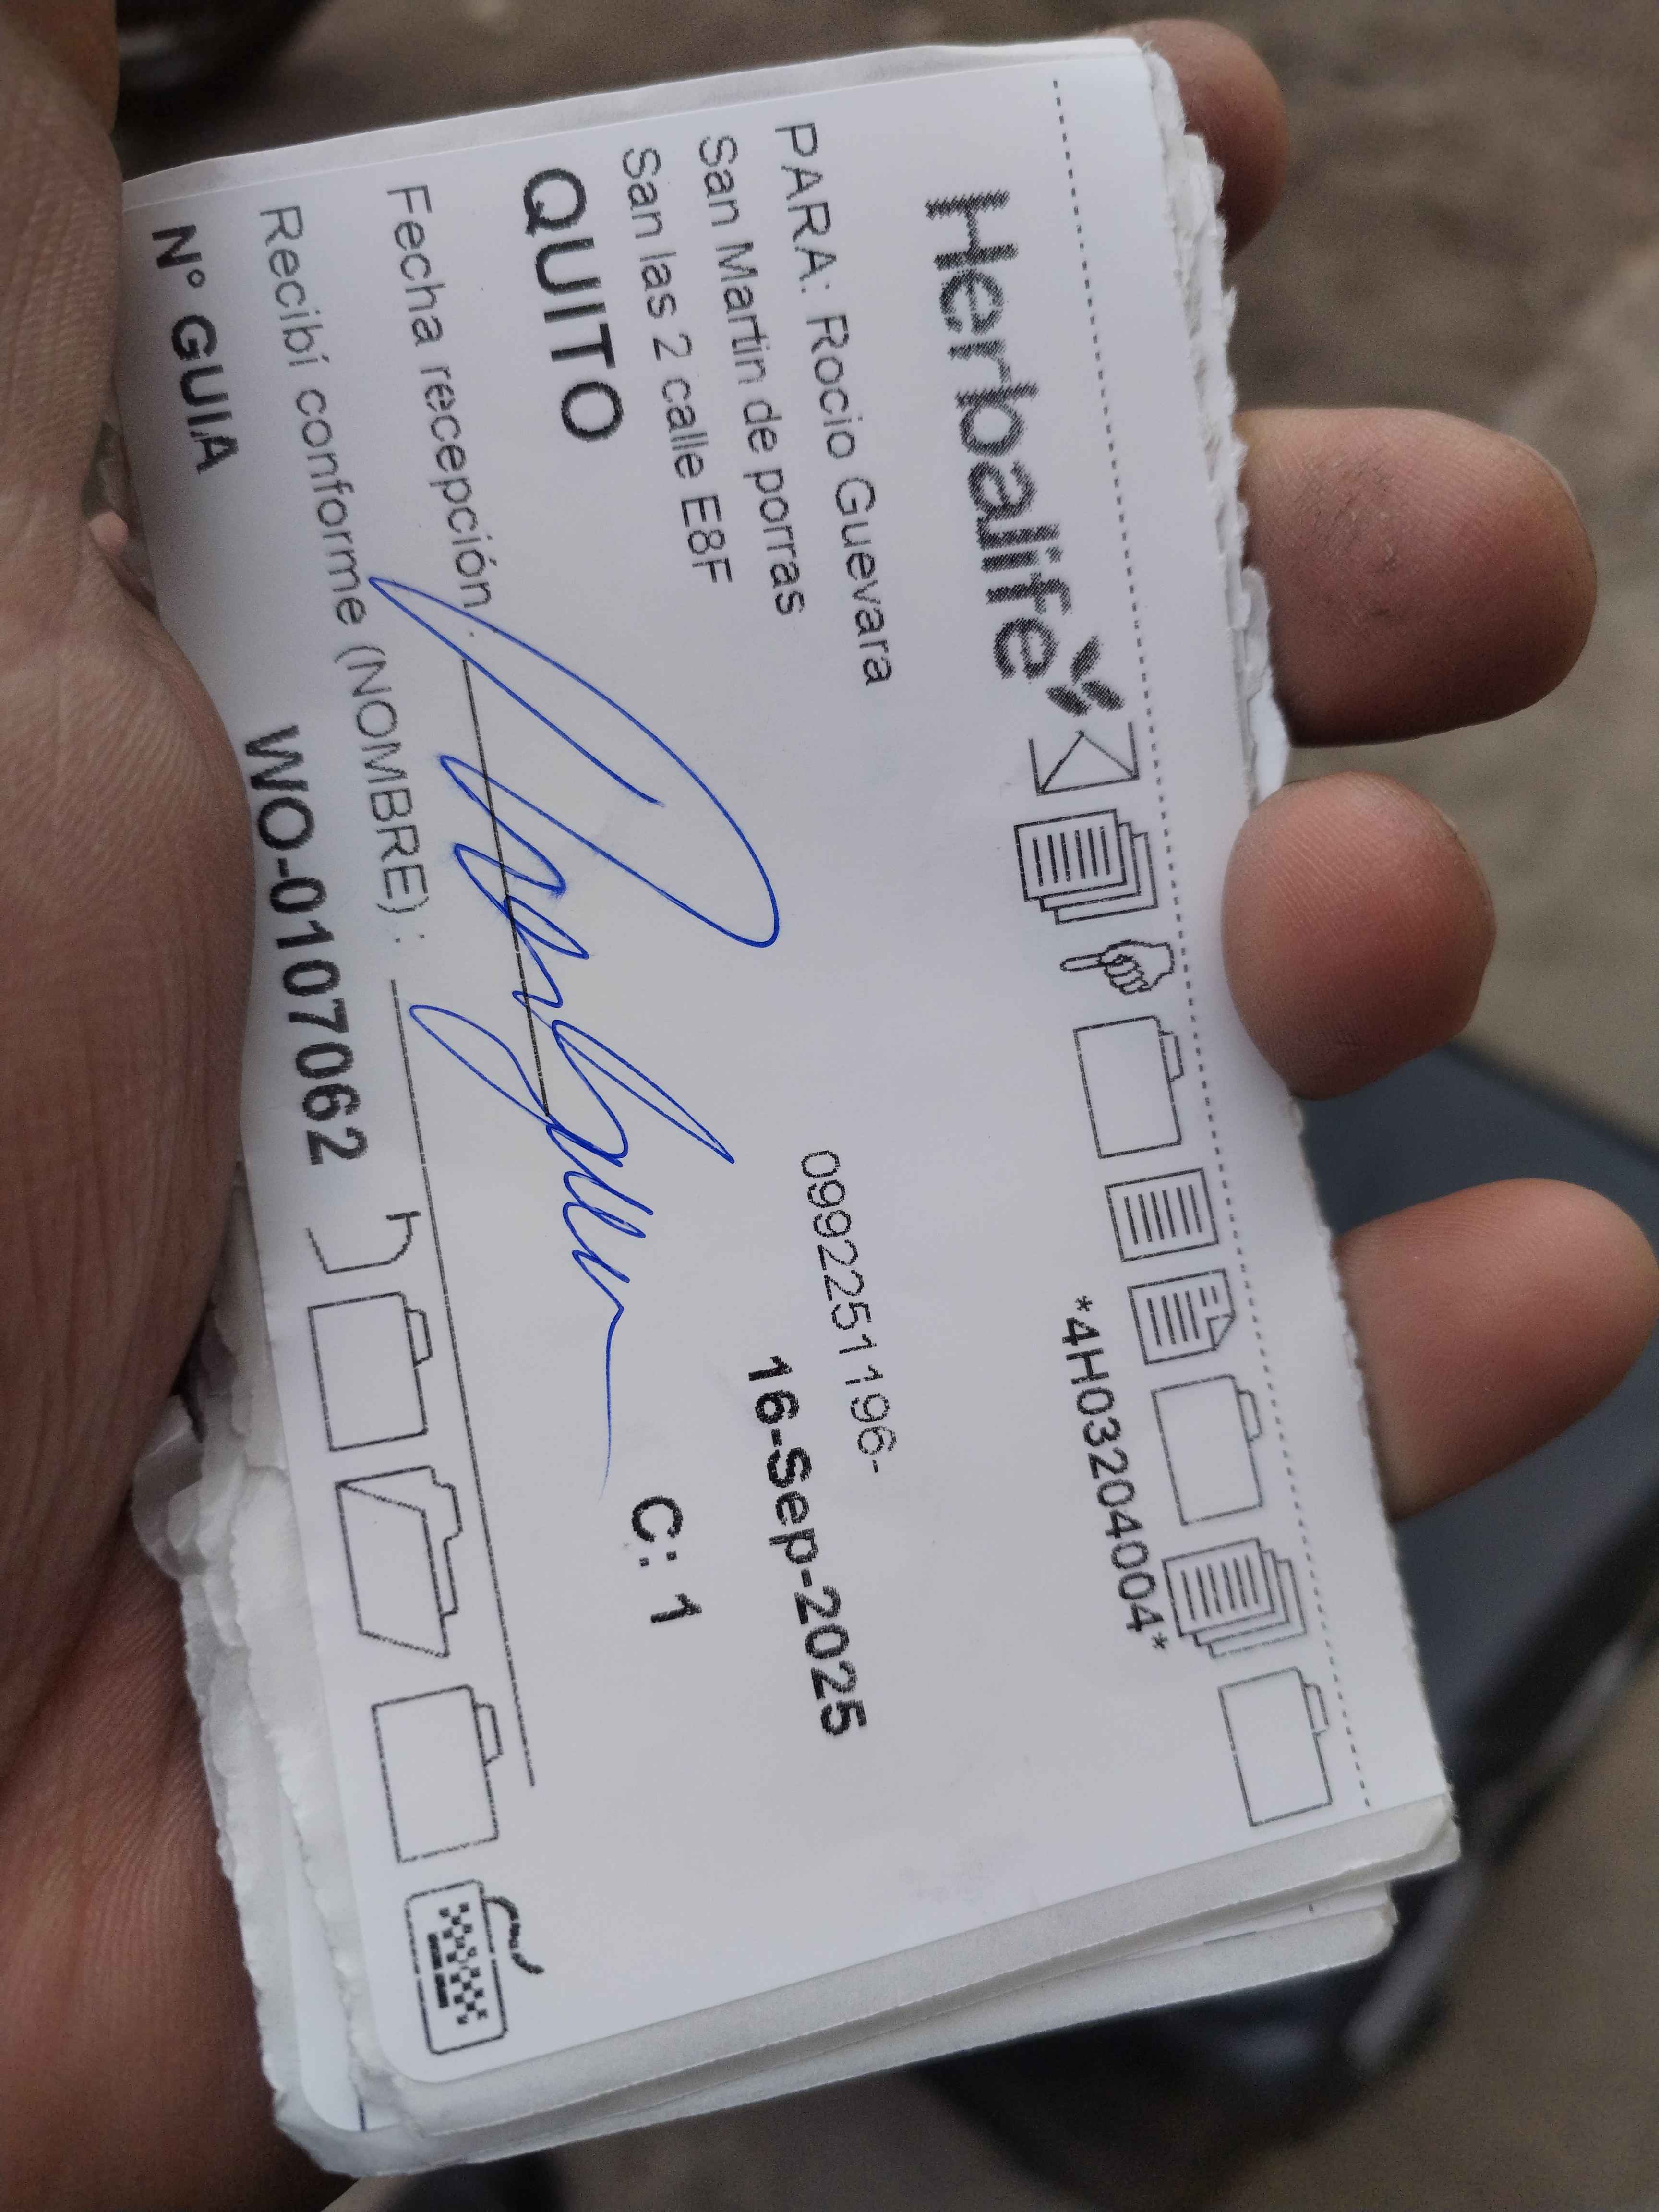 Herbalife
*4H03204004*
PARA: Rocio Guevara
0992251196-
San Martin de porras
16-Sep-2025
San las 2 calle E8F
QUITO
C: 1
Fecha recepción
Recibí conforme (NOMBRE) :
N° GUIA WO-0107062